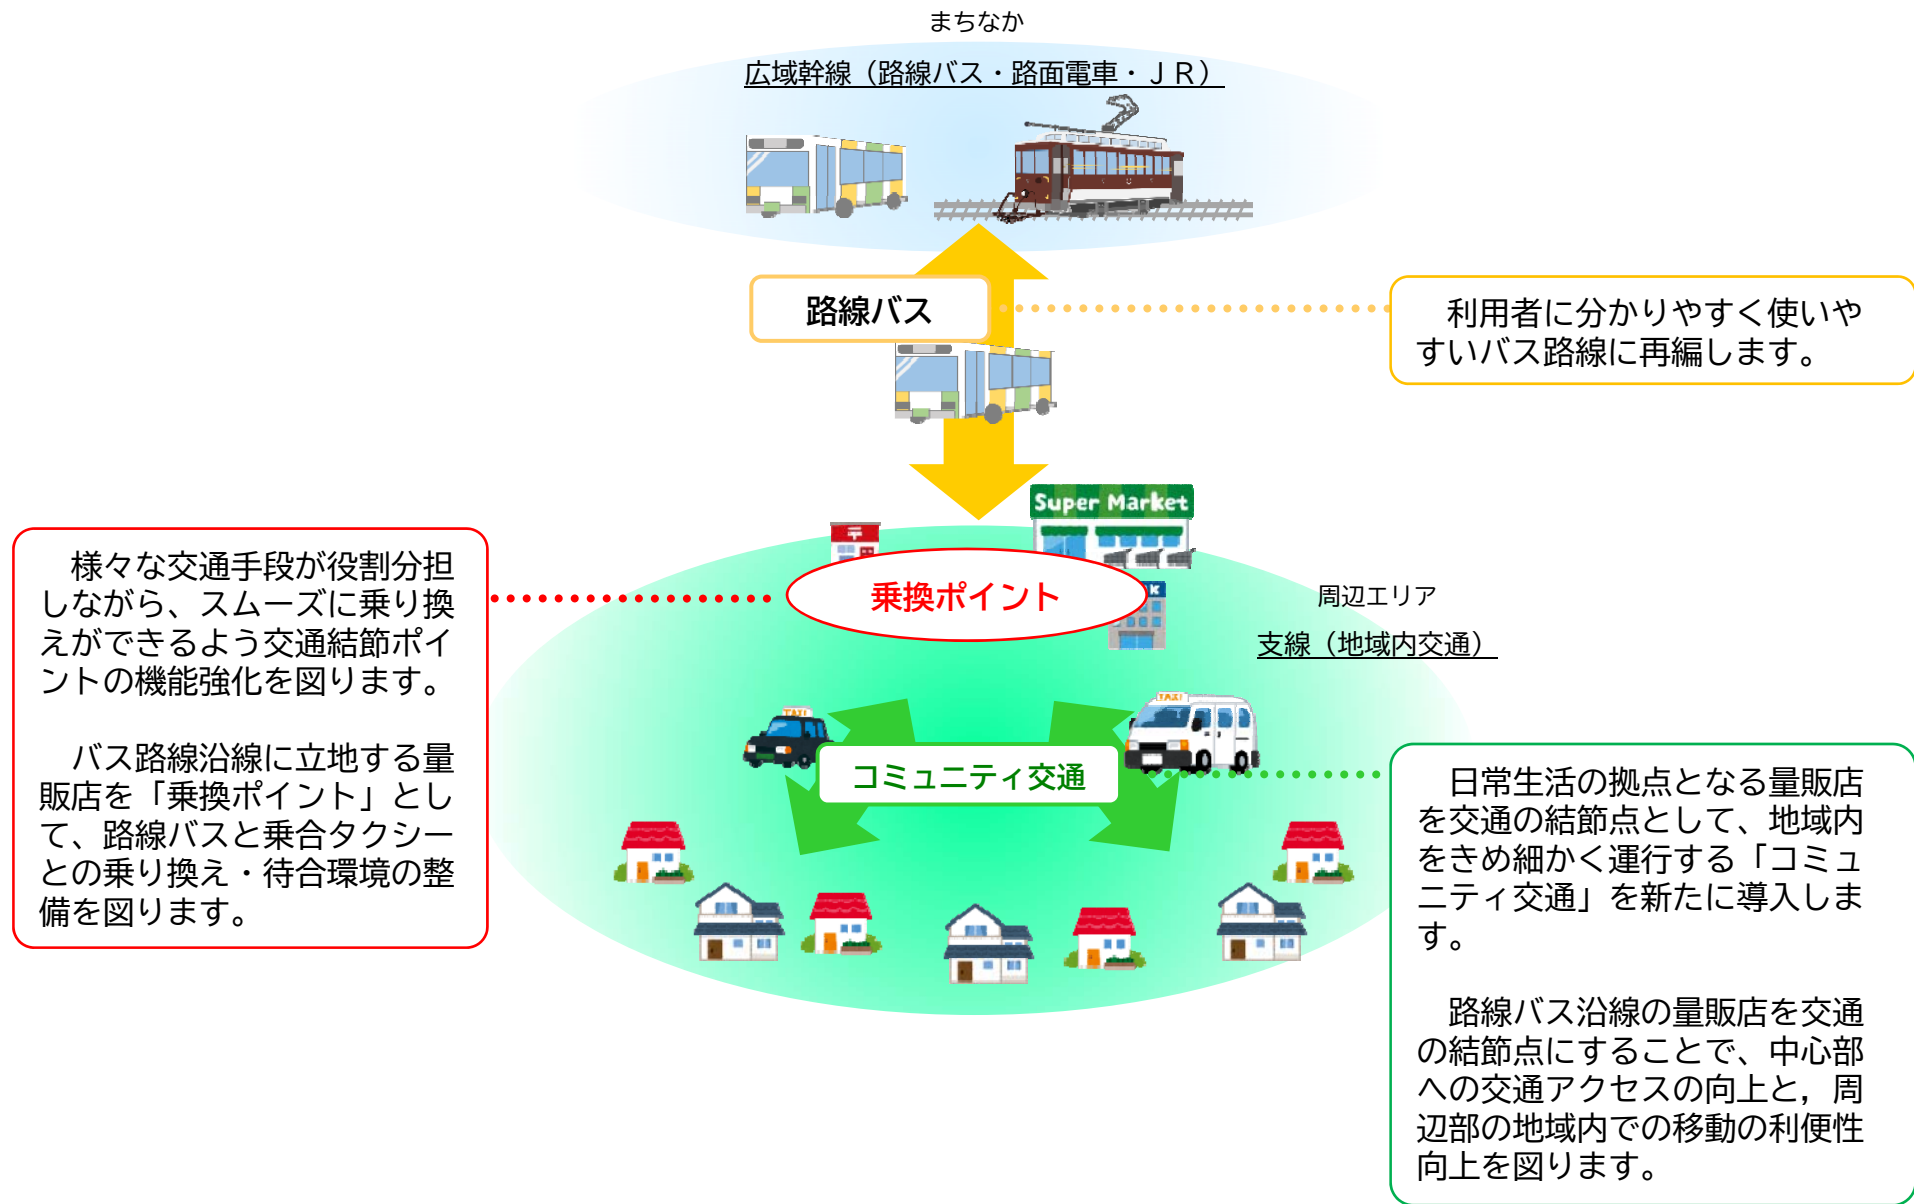 まちなか
広域幹線（路線バス・路面電車・ＪＲ）
路線バス
　利用者に分かりやすく使いや
すいバス路線に再編します。
Super Market
乗換ポイント
K
　様々な交通手段が役割分担
しながら、スムーズに乗り換
えができるよう交通結節ポイ
ントの機能強化を図ります。
　バス路線沿線に立地する量
販店を「乗換ポイント」とし
て、路線バスと乗合タクシー
との乗り換え・待合環境の整
備を図ります。
周辺エリア
支線（地域内交通）
TAXI
TAXI
コミュニティ交通
　日常生活の拠点となる量販店
を交通の結節点として、地域内
をきめ細かく運行する「コミュ
ニティ交通」を新たに導入しま
す。
　路線バス沿線の量販店を交通
の結節点にすることで、中心部
への交通アクセスの向上と，周
辺部の地域内での移動の利便性
向上を図ります。